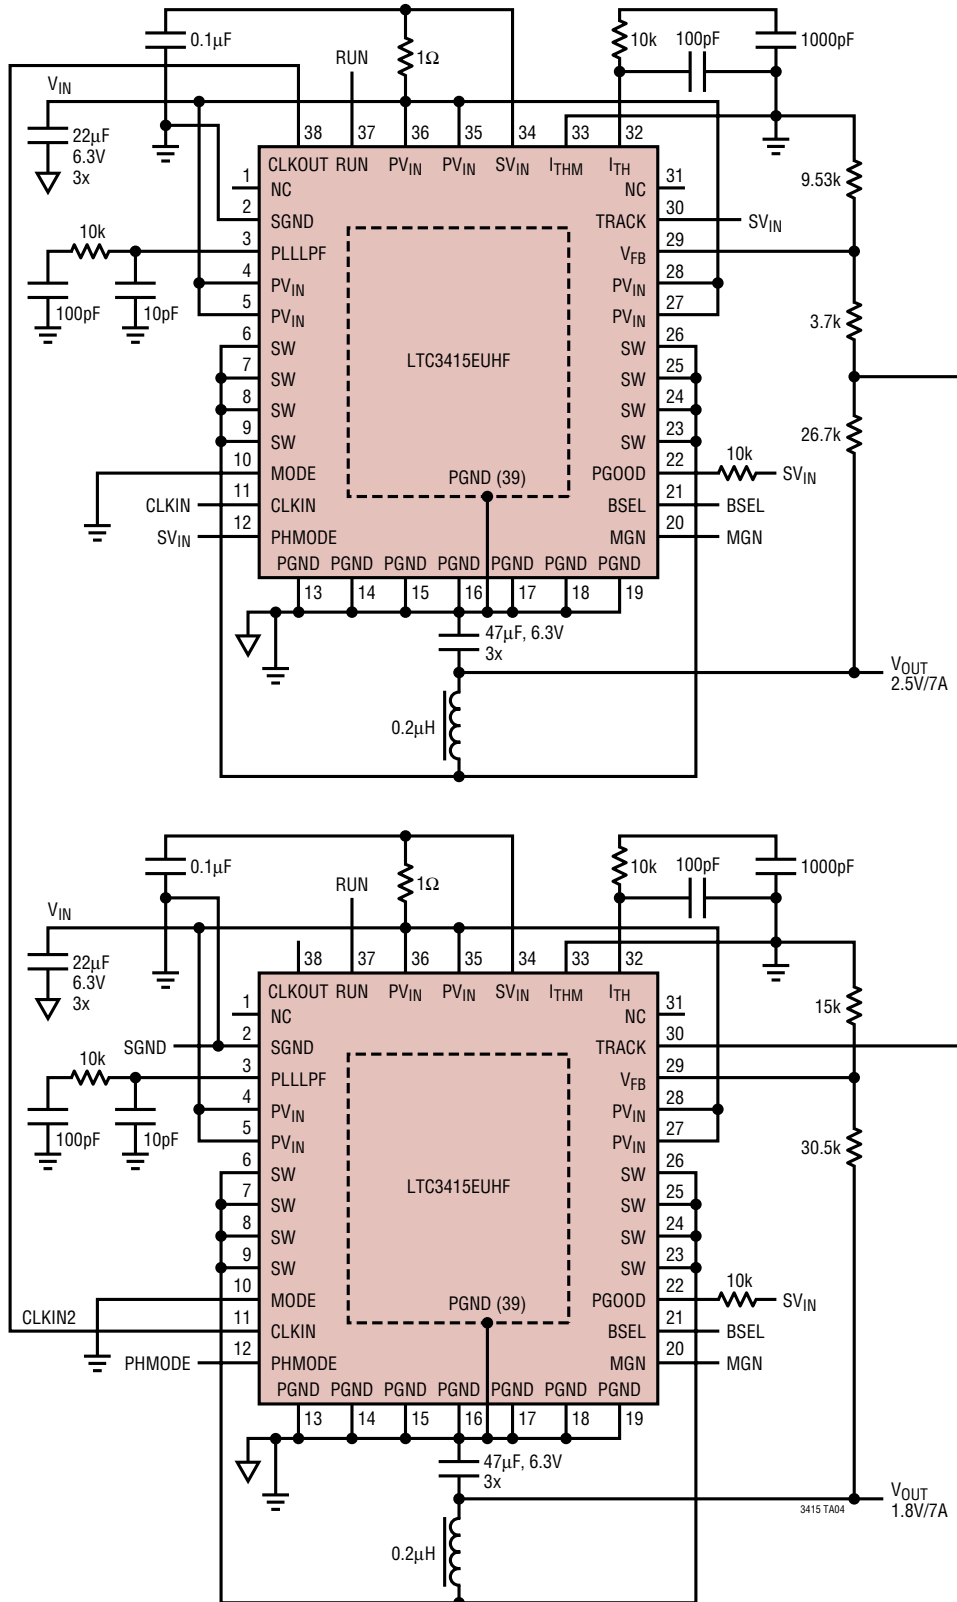 0.1µF
1Ω
RUN
10k
100pF
1000pF
VIN
22µF
6.3V
3x
38 37 36 35 34 33 32
CLKOUT RUN PVIN PVIN SVIN ITHM ITH
1 NC
2 SGND
3 PLLLPF
4 PVIN
5 PVIN
6 SW
7 SW
8 SW
9 SW
10 MODE
11 CLKIN
12 PHMODE
10k
100pF
10pF
CLKIN
SVIN
LTC3415EUHF
PGND (39)
NC 31
TRACK 30
VFB 29
PVIN 28
PVIN 27
SW 26
SW 25
SW 24
SW 23
PGOOD 22
BSEL 21
MGN 20
SVIN
9.53k
3.7k
26.7k
10k
SVIN
BSEL
MGN
PGND PGND PGND PGND PGND PGND PGND
13 14 15 16 17 18 19
47µF, 6.3V
3x
0.2µH
VOUT
2.5V/7A
0.1µF
1Ω
RUN
10k
100pF
1000pF
VIN
22µF
6.3V
3x
38 37 36 35 34 33 32
CLKOUT RUN PVIN PVIN SVIN ITHM ITH
1 NC
2 SGND
3 PLLLPF
4 PVIN
5 PVIN
6 SW
7 SW
8 SW
9 SW
10 MODE
11 CLKIN
12 PHMODE
SGND
10k
100pF
10pF
CLKIN2
PHMODE
LTC3415EUHF
PGND (39)
NC 31
TRACK 30
VFB 29
PVIN 28
PVIN 27
SW 26
SW 25
SW 24
SW 23
PGOOD 22
BSEL 21
MGN 20
15k
30.5k
10k
SVIN
BSEL
MGN
PGND PGND PGND PGND PGND PGND PGND
13 14 15 16 17 18 19
47µF, 6.3V
3x
0.2µH
VOUT
1.8V/7A
3415 TA04